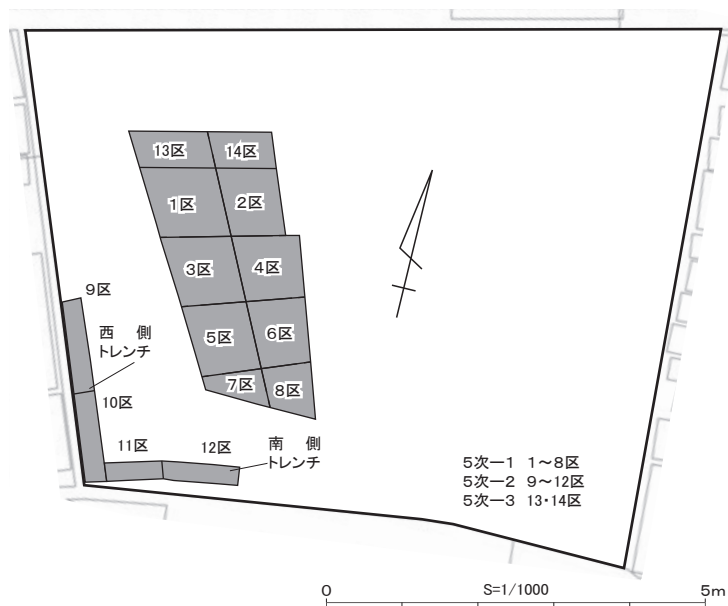 13区 14区
1区 2区
3区 4区
5区 6区
7区 8区
9区
西側
トレンチ
10区
11区 12区
南側
トレンチ
5次ー1 1～8区
5次ー2 9～12区
5次ー3 13・14区
0 S=1/1000 5m